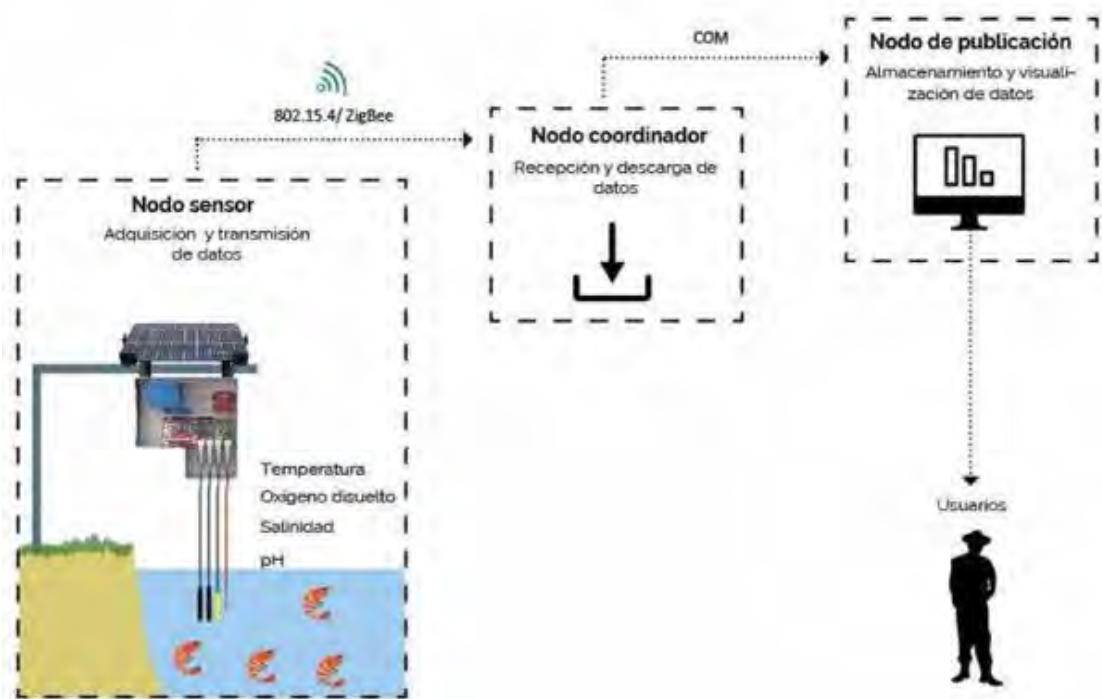 COM
Nodo de publicación
Almacenamiento y visuali-
zación de datos
802.15.4/ ZigBee
Nodo coordinador
Recepción y descarga de
datos
Nodo sensor
Adquisicion y transmisión
de datos
Temperatura
Oxígeno disuelto
Salinidad
pH
Usuarios